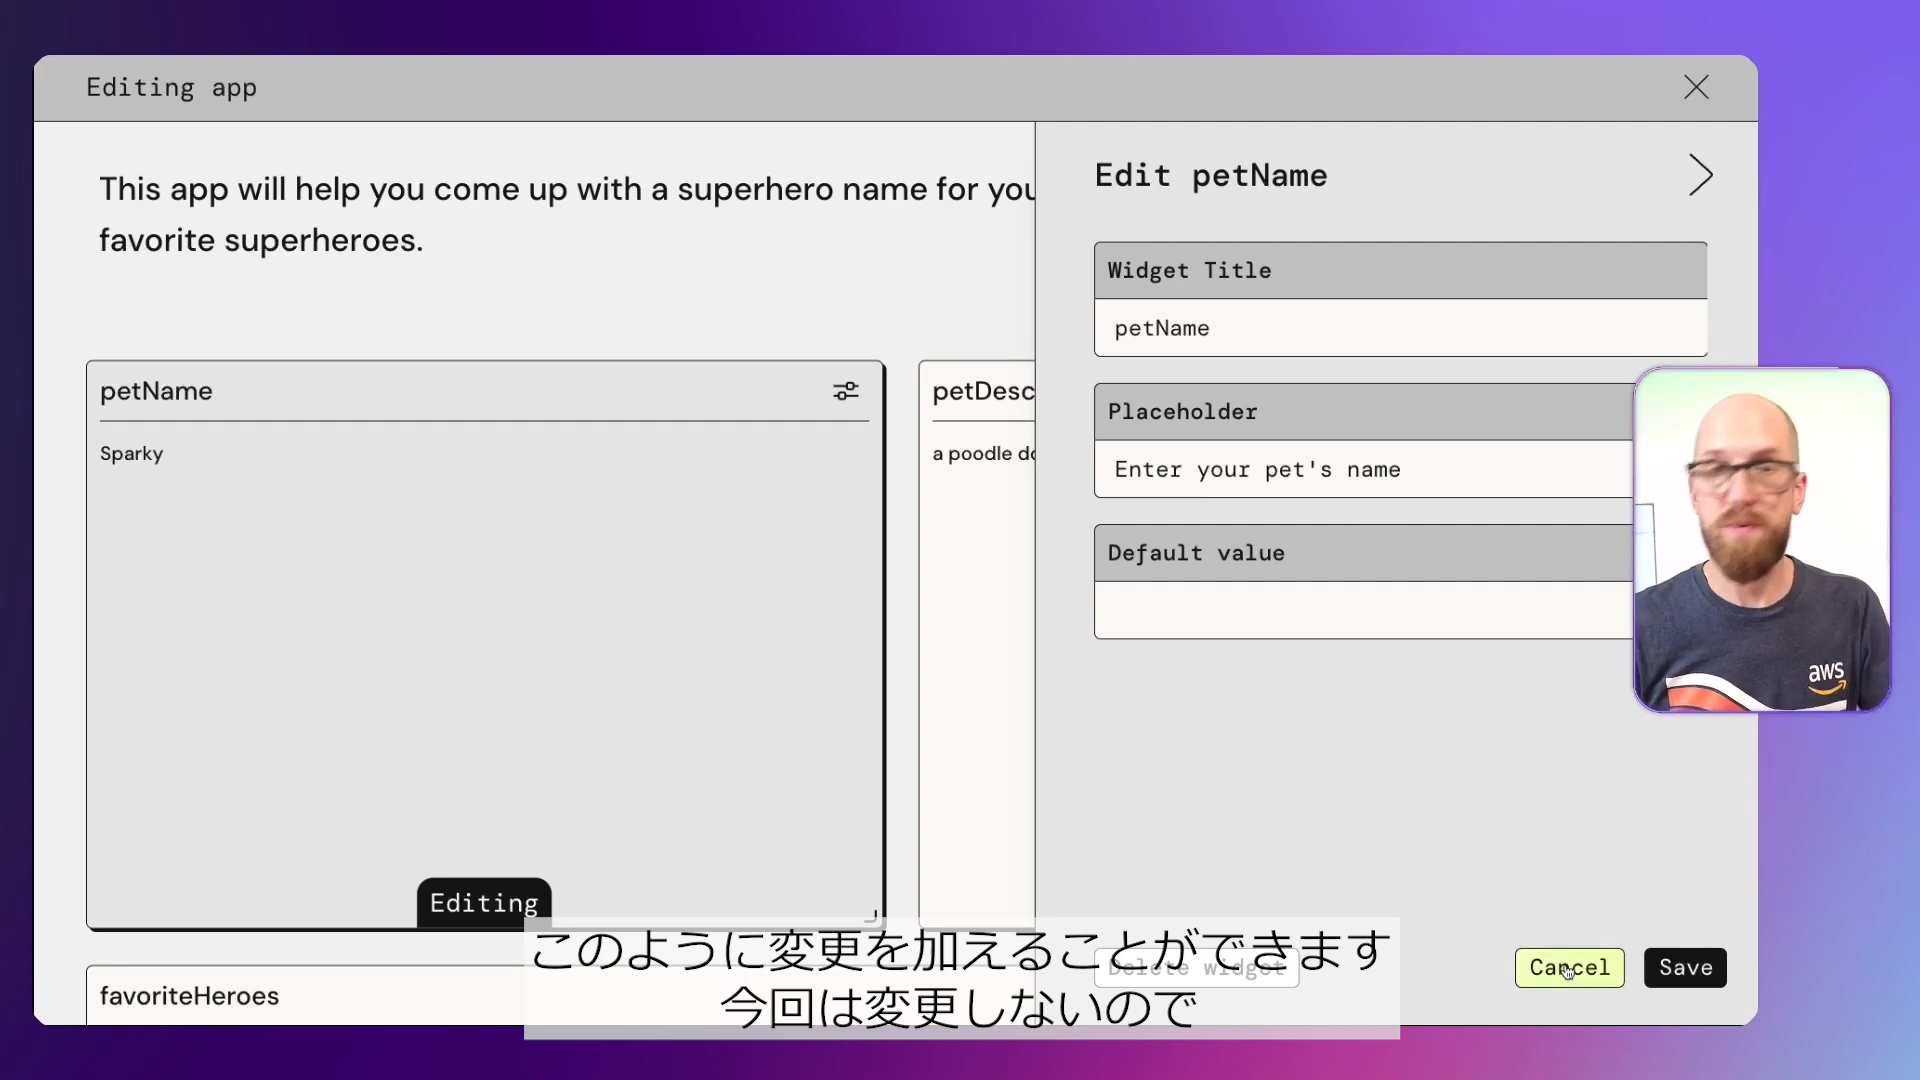 Editing app
This app will help you come up with a superhero name for you
favorite superheroes.
petName
Sparky
Editing
petDesc
a poodle do
favoriteHeroes
Edit petName
Widget Title
petName
Placeholder
Enter your pet's name
Default value
Delete widget
Cancel
Save
aws
このように変更を加えることができます
今回は変更しないので